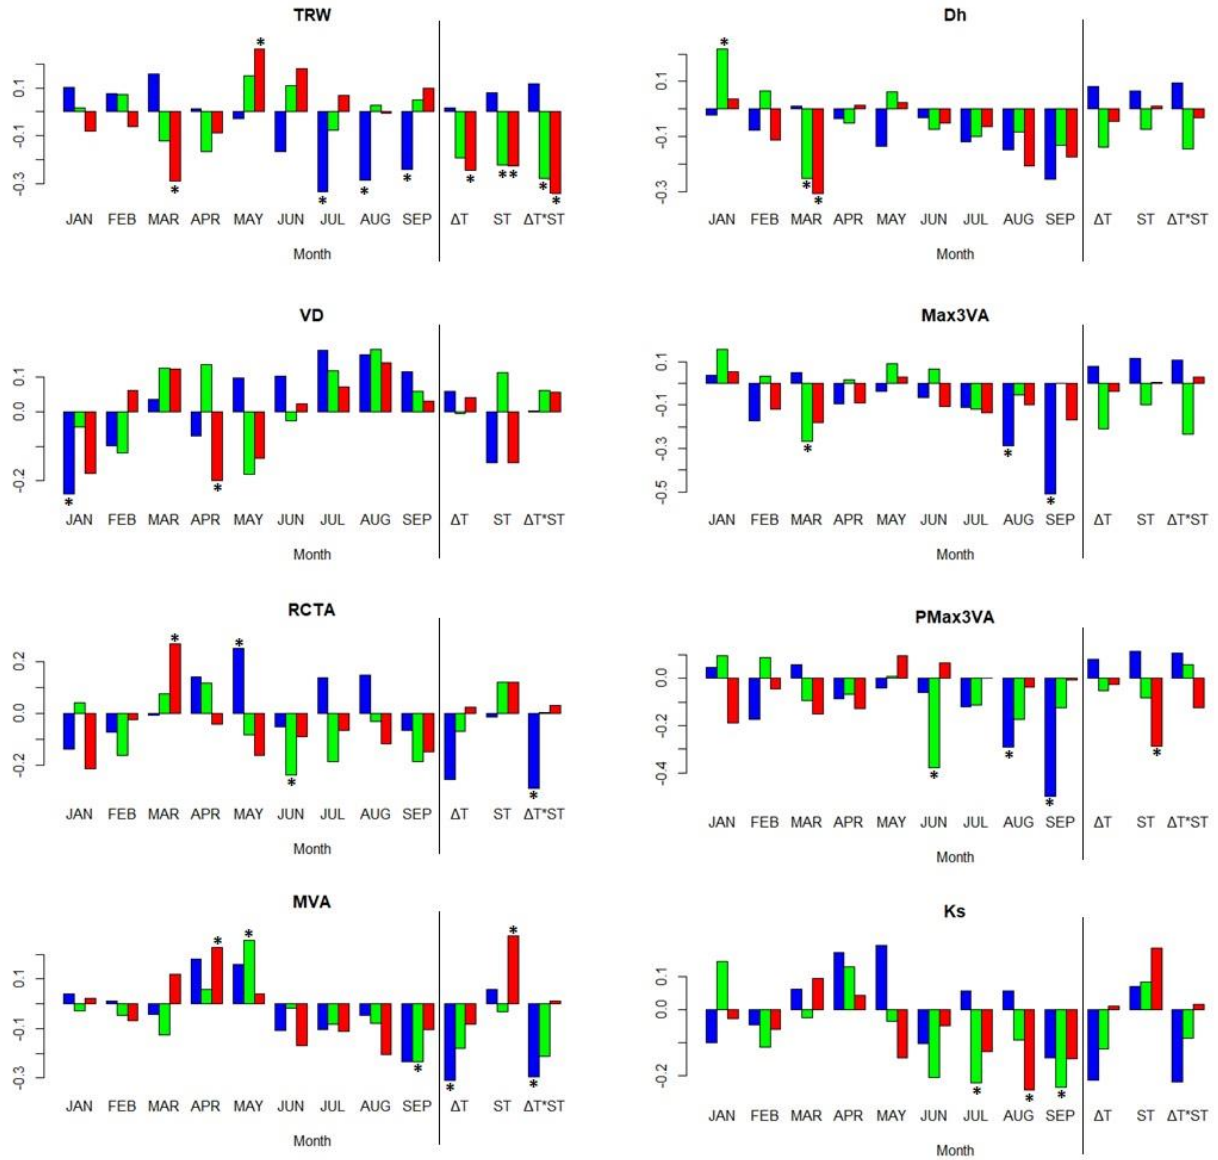 TRW
0.1
-0.1
-0.3
JAN FEB MAR APR MAY JUN JUL AUG SEP ΔT ST ΔT*ST
Month
Dh
0.1
-0.1
-0.3
JAN FEB MAR APR MAY JUN JUL AUG SEP ΔT ST ΔT*ST
Month
VD
0.1
0.0
-0.2
JAN FEB MAR APR MAY JUN JUL AUG SEP ΔT ST ΔT*ST
Month
Max3VA
0.1
-0.1
-0.3
-0.5
JAN FEB MAR APR MAY JUN JUL AUG SEP ΔT ST ΔT*ST
Month
RCTA
0.2
0.0
-0.2
JAN FEB MAR APR MAY JUN JUL AUG SEP ΔT ST ΔT*ST
Month
PMax3VA
0.0
-0.2
-0.4
JAN FEB MAR APR MAY JUN JUL AUG SEP ΔT ST ΔT*ST
Month
MVA
0.1
-0.1
-0.3
JAN FEB MAR APR MAY JUN JUL AUG SEP ΔT ST ΔT*ST
Month
Ks
0.1
0.0
-0.2
JAN FEB MAR APR MAY JUN JUL AUG SEP ΔT ST ΔT*ST
Month